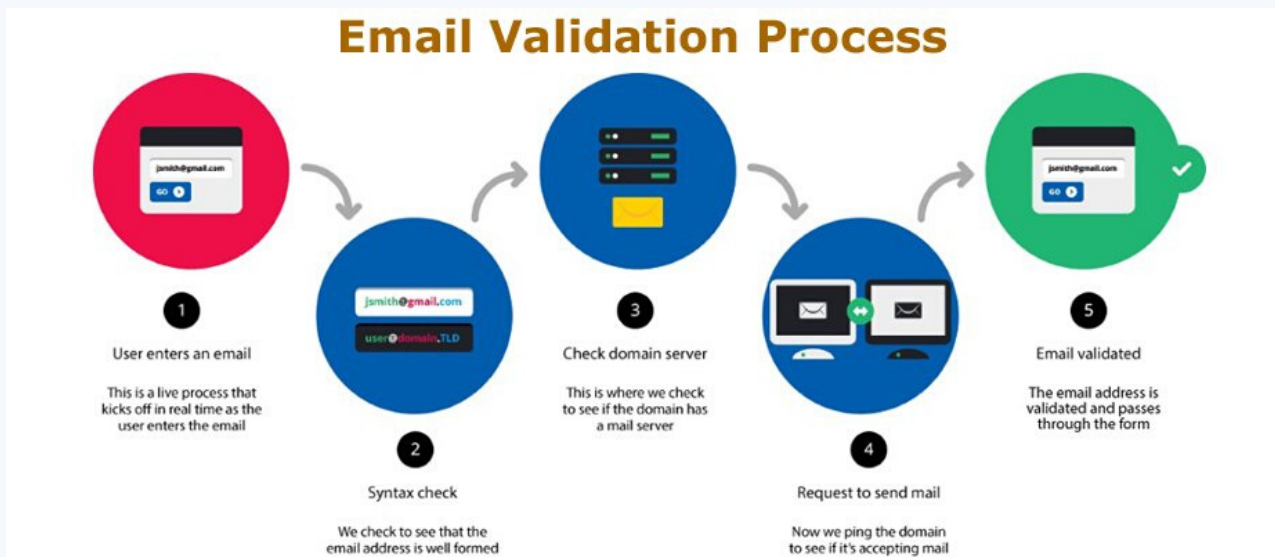 Email Validation Process
jsmith@gmail.com
GO
1
User enters an email
This is a live process that
kicks off in real time as the
user enters the email
jsmith@gmail.com
user@domain.TLD
2
Syntax check
We check to see that the
email address is well formed
3
Check domain server
This is where we check
to see if the domain has
a mail server
4
Request to send mail
Now we ping the domain
to see if it's accepting mail
jsmith@gmail.com
GO
5
Email validated
The email address is
validated and passes
through the form